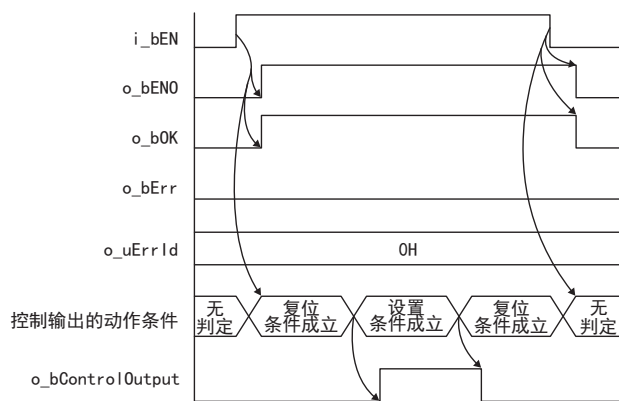 i_bEN
o_bENO
o_bOK
o_bErr
o_uErrId
0H
控制输出的动作条件
无
判定
复位
条件成立
设置
条件成立
复位
条件成立
无
判定
o_bControlOutput